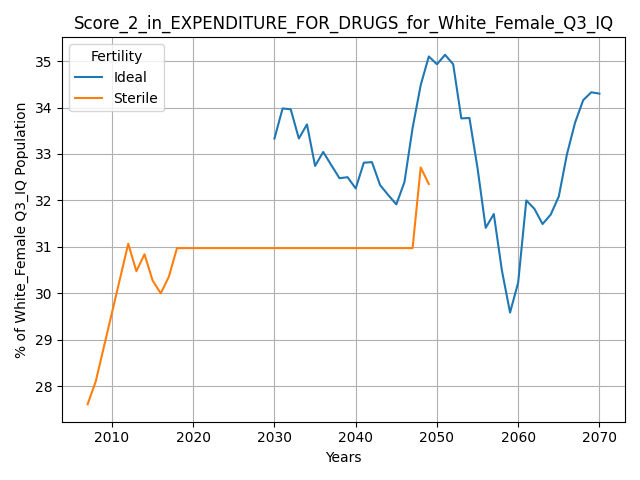 Score_2_in_EXPENDITURE_FOR_DRUGS_for_White_Female_Q3_IQ
Fertility
Ideal
Sterile
% of White_Female Q3_IQ Population
35
34
33
32
31
30
29
28
2010
2020
2030
2040
2050
2060
2070
Years